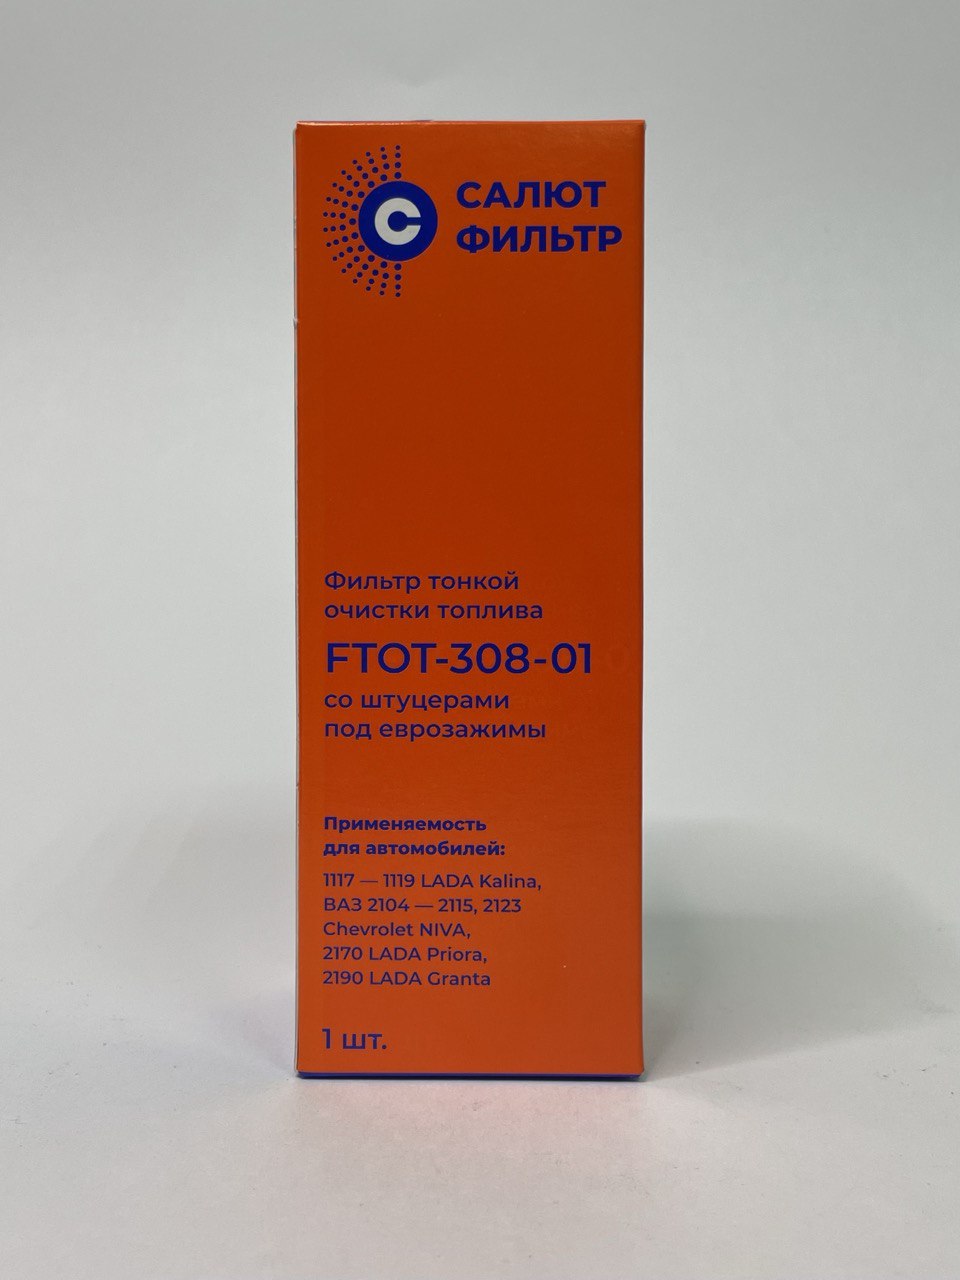 САЛЮТ
ФИЛЬТР
Фильтр тонкой
очистки топлива
FTOT-308-01
со штуцерами
под еврозажимы
Применяемость
для автомобилей:
1117 — 1119 LADA Kalina,
ВАЗ 2104 — 2115, 2123
Chevrolet NIVA,
2170 LADA Priora,
2190 LADA Granta
1 шт.